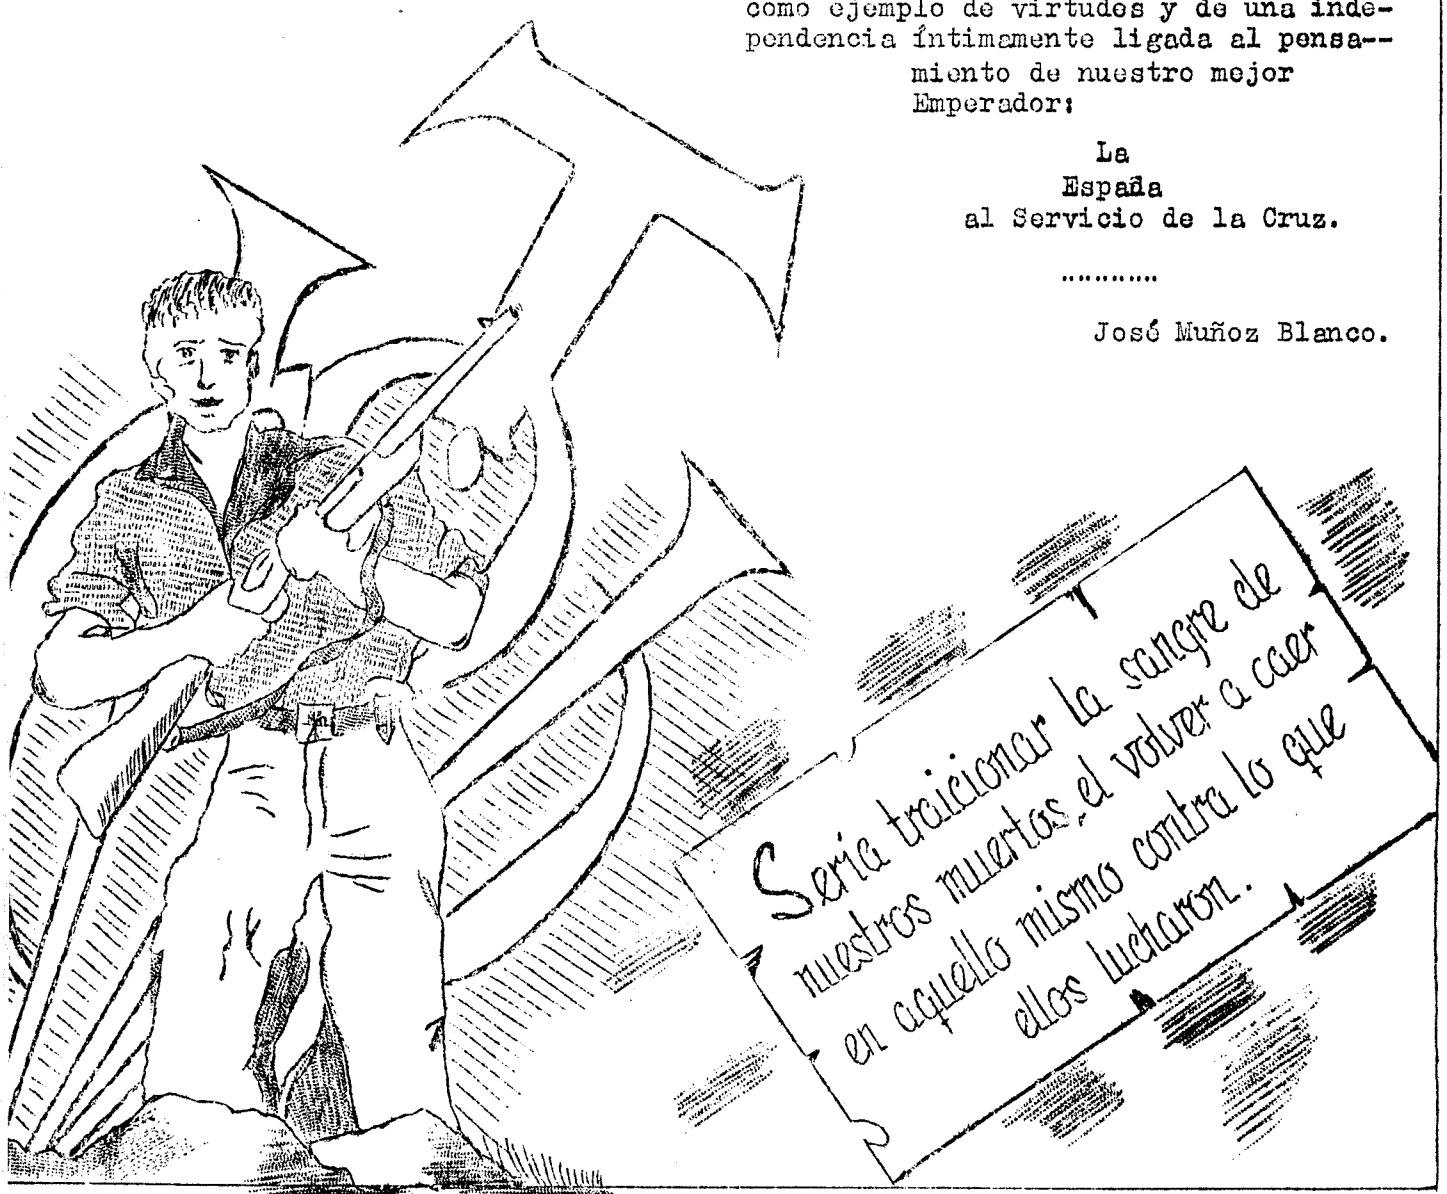 como ejemplo de virtudes y de una inde-
pendencia íntimamente ligada al pensa--
miento de nuestro mejor
Emperador:
La
España
al Servicio de la Cruz.
..........
José Muñoz Blanco.
Sería traicionar la sangre de
nuestros muertos, el volver a caer
en aquello mismo contra lo que
ellos lucharon.